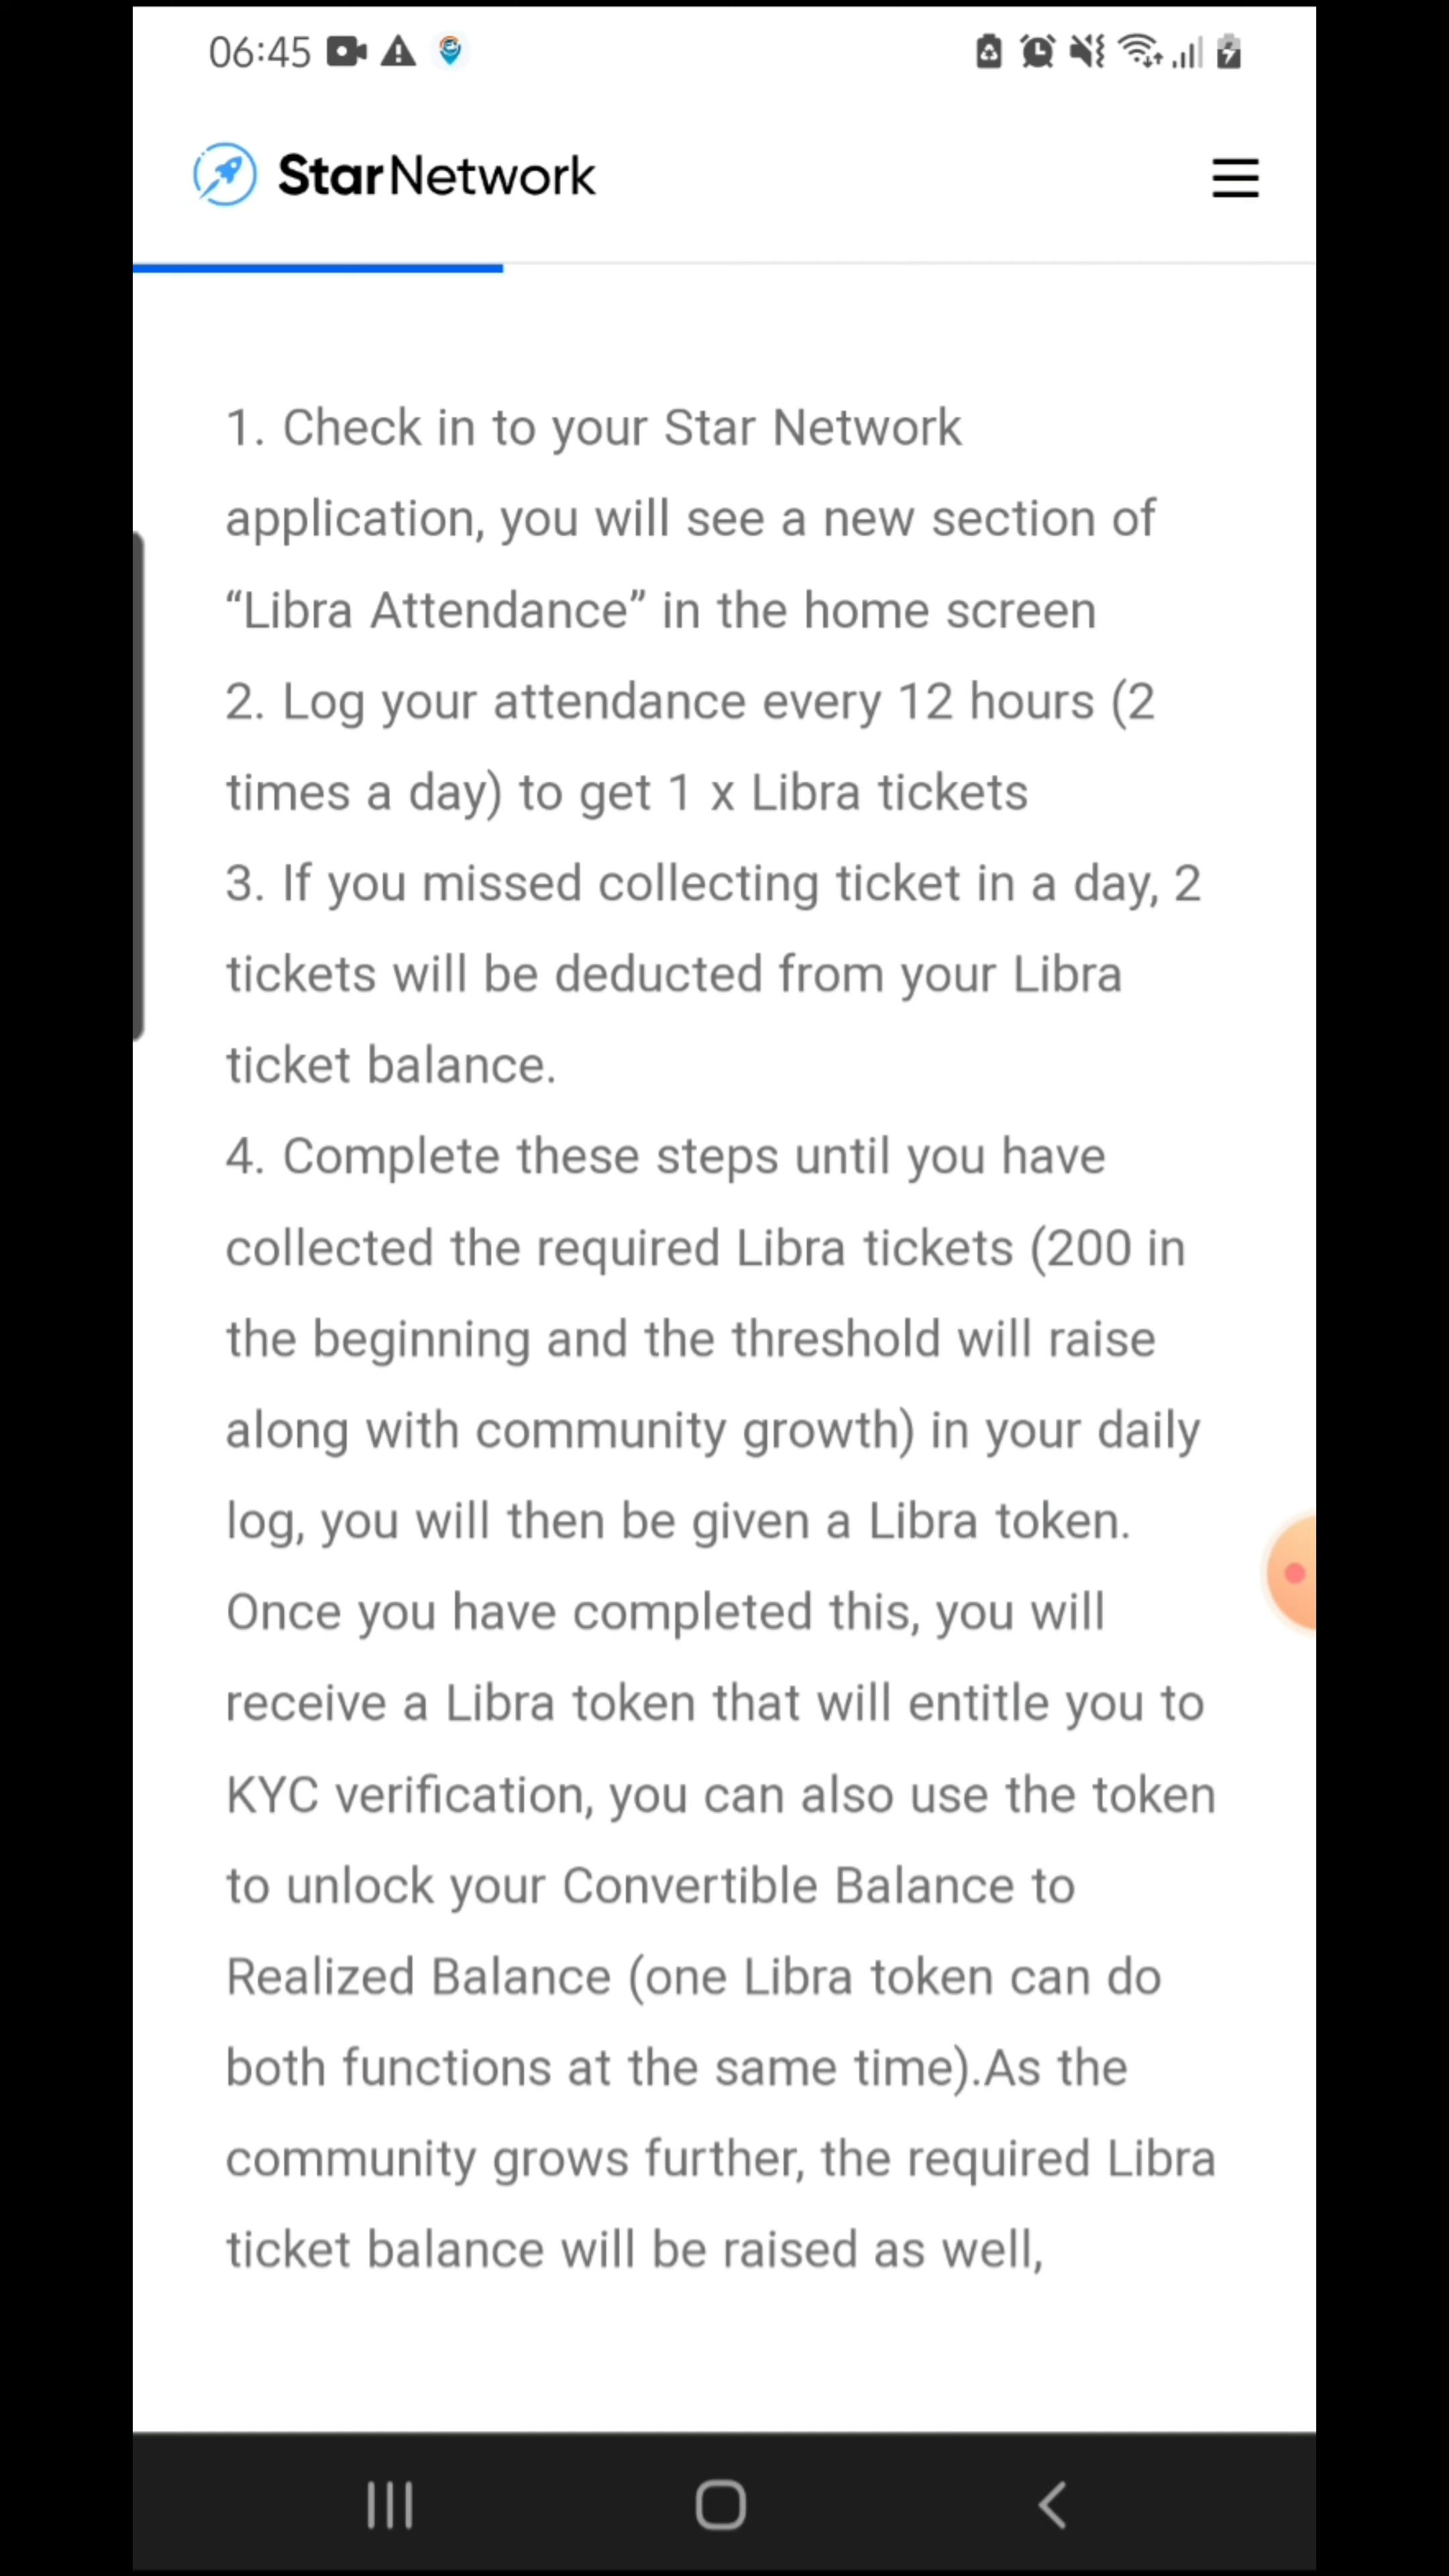 06:45
StarNetwork
1. Check in to your Star Network
application, you will see a new section of
“Libra Attendance” in the home screen
2. Log your attendance every 12 hours (2
times a day) to get 1 x Libra tickets
3. If you missed collecting ticket in a day, 2
tickets will be deducted from your Libra
ticket balance.
4. Complete these steps until you have
collected the required Libra tickets (200 in
the beginning and the threshold will raise
along with community growth) in your daily
log, you will then be given a Libra token.
Once you have completed this, you will
receive a Libra token that will entitle you to
KYC verification, you can also use the token
to unlock your Convertible Balance to
Realized Balance (one Libra token can do
both functions at the same time).As the
community grows further, the required Libra
ticket balance will be raised as well,